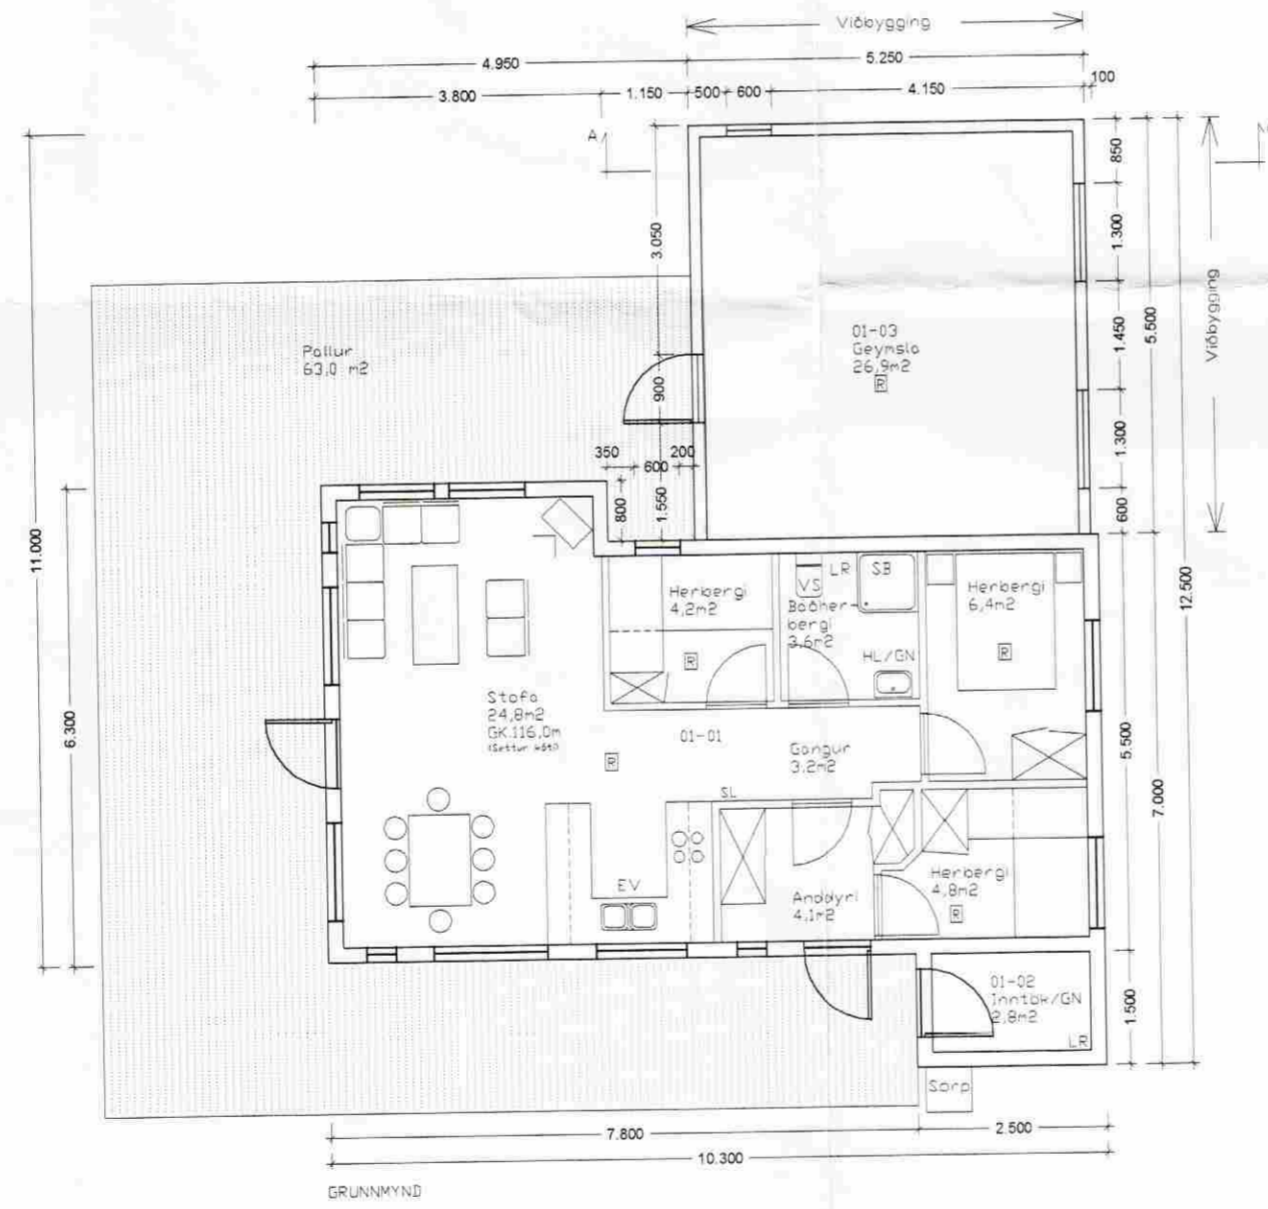 Viðbygging
4.950
5.250
3.800
1.150
500
600
4.150
100
A
850
3.050
1.300
Viðbygging
1.450
5.500
01-03
Geymsla
26,9m2
R
Pallur
63,0 m2
900
1.300
350
600
200
800
1.550
600
11.000
6.300
12.500
Herbergi
4,2m2
R
VS
LR
SB
Baðher-
bergi
3,6m2
HL/GN
Herbergi
6,4m2
R
Stofa
24,8m2
GK.116,0m
01-01
R
Gangur
3,2m2
SL
5.500
7.000
EV
Anddyri
4,1m2
Herbergi
4,8m2
R
01-02
Inntök/GN
2,8m2
LR
1.500
Sorp
7.800
2.500
10.300
GRUNNMYND